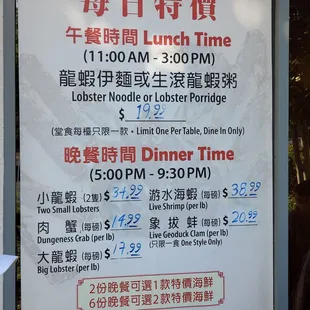 每日特價
午餐時間 Lunch Time
(11:00 AM - 3:00 PM)
龍蝦伊麵或生滾龍蝦粥
Lobster Noodle or Lobster Porridge
$ 19.99
(堂食每檯只限一款 • Limit One Per Table, Dine In Only)
晚餐時間 Dinner Time
(5:00 PM - 9:30 PM)
小龍蝦 (2隻) $ 34.99
Two Small Lobsters
游水海蝦 (每磅) $ 38.99
Live Shrimp (per lb)
肉 蟹 (每磅) $ 14.99
Dungeness Crab (per lb)
象拔蚌 (每磅) $ 20.99
Live Geoduck Clam (per lb)
(只限一食 One Style Only)
大龍蝦 (每磅) $ 17.99
Big Lobster (per lb)
2份晚餐可選1款特價海鮮
6份晚餐可選2款特價海鮮